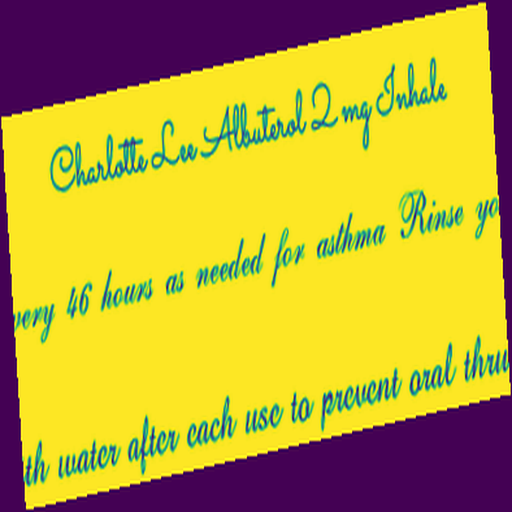 Charlotte Lee Albuterol 2 mg Inhale
very 46 hours as needed for asthma Rinse yo
th water after each use to prevent oral thru